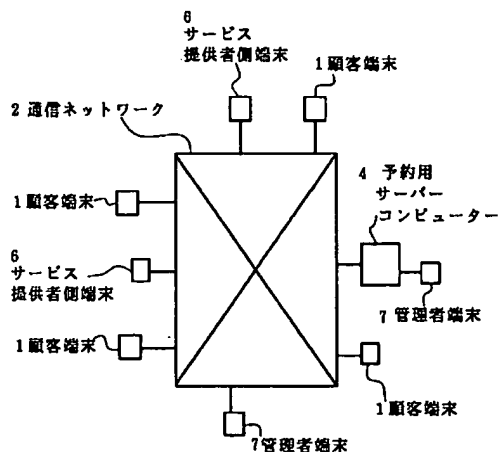 6
サービス
提供者側端末
1顧客端末
2 通信ネットワーク
4 予約用
サーバー
コンピューター
1顧客端末
6
サービス
提供者側端末
7管理者端末
1顧客端末
1顧客端末
7管理者端末